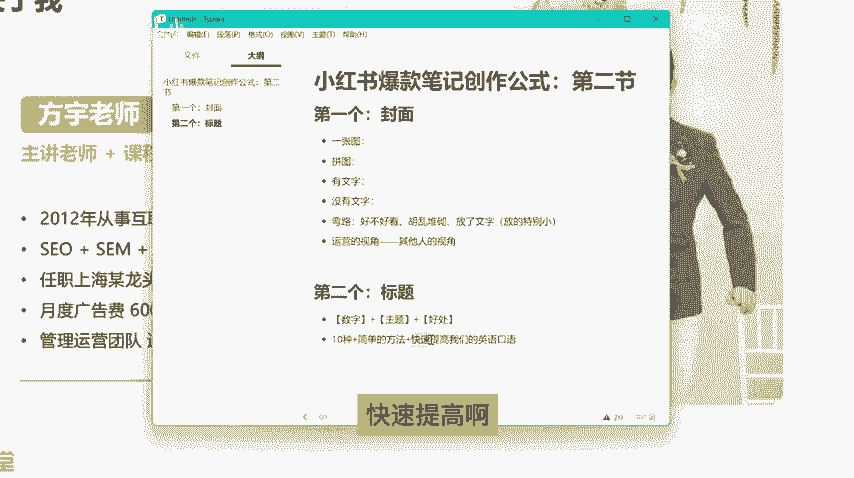 方宇老师
主讲老师 + 课程
• 2012年从事互联
• SEO + SEM +
• 任职上海某龙头
• 月度广告费 600
• 管理运营团队
Untitled • - Typora
文件(F) 编辑(E) 段落(P) 格式(O) 视图(V) 主题(T) 帮助(H)
文件 大纲
小红书爆款笔记创作公式：第二节
第一个：封面
第二个：标题
小红书爆款笔记创作公式：第二节
第一个：封面
• 一张图：
• 拼图：
• 有文字：
• 没有文字：
• 弯路：好不好看、胡乱堆砌、放了文字（放的特别小）
• 运营的视角——其他人的视角
第二个：标题
• 【数字】+【主题】+【好处】
• 10种+简单的方法+快速提高我们的英语口语
快速提高啊